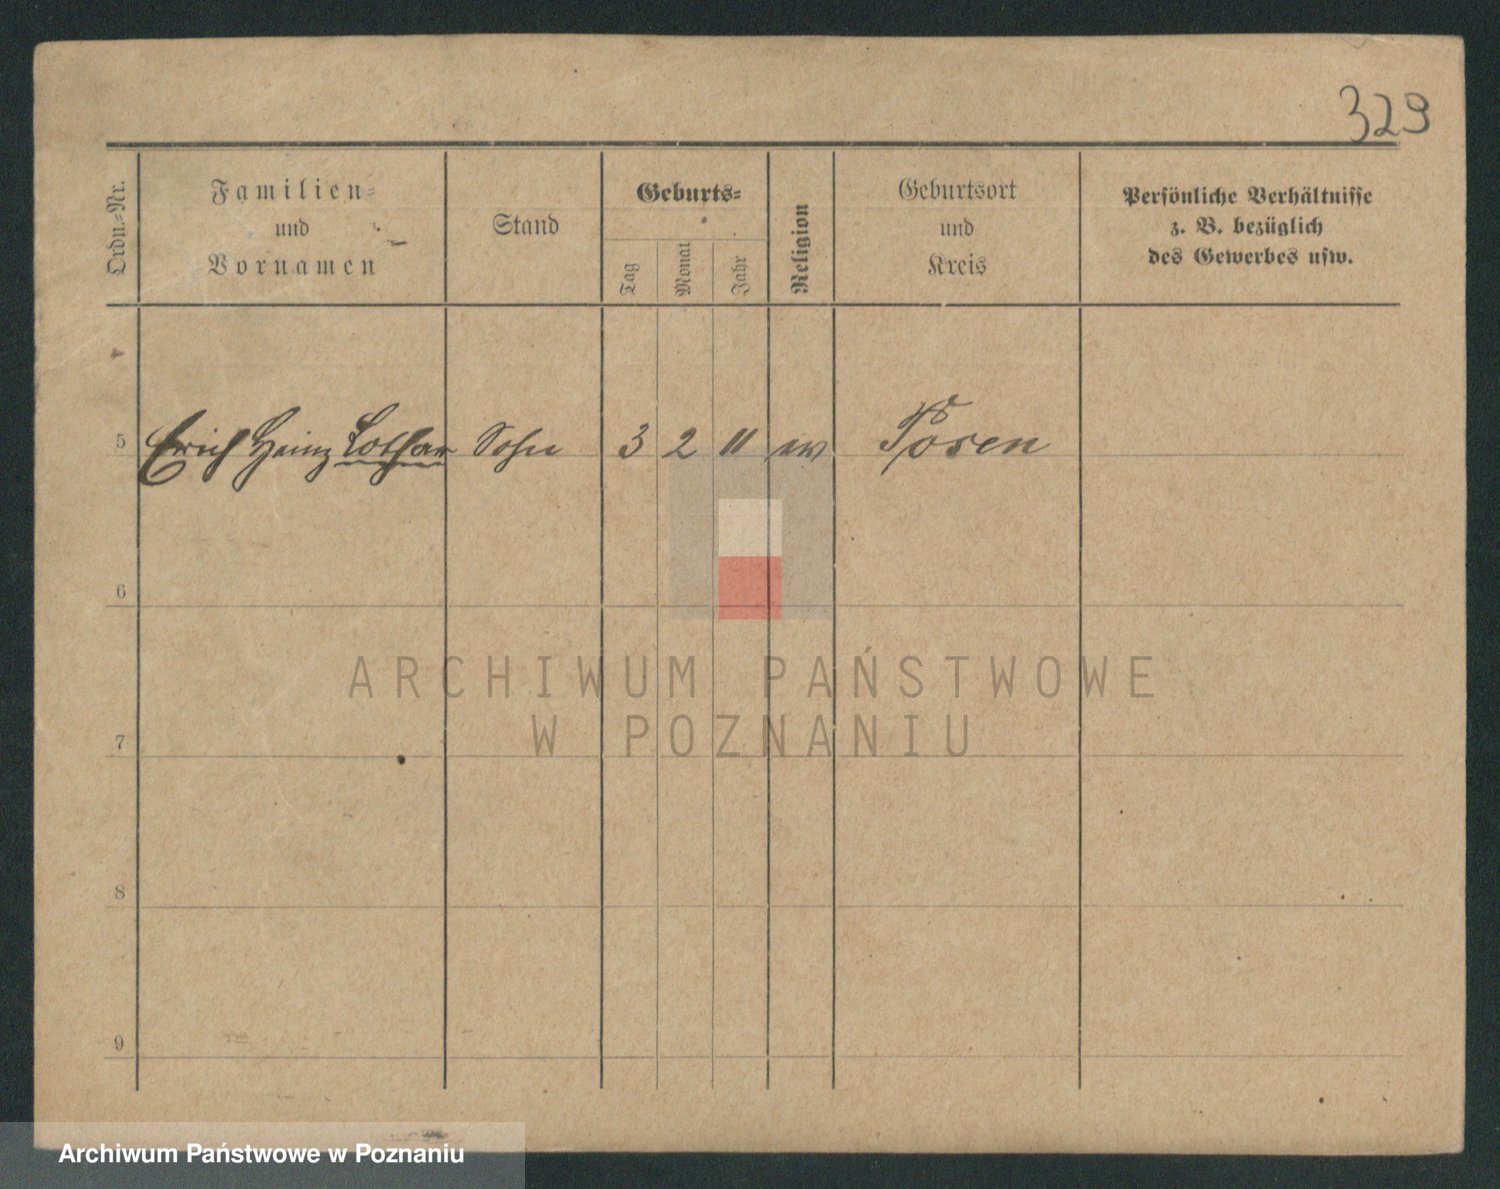 329
Ordn.-Nr.
Familien-
und
Vornamen
Stand
Geburts-
Tag
Monat
Jahr
Religion
Geburtsort
und
Kreis
Persönliche Verhältnisse
z. B. bezüglich
des Gewerbes usw.
5 Erich Heinz Lothar Sohn 3 2 11 ev Posen
6
7
8
9
ARCHIWUM PAŃSTWOWE
W POZNANIU
Archiwum Państwowe w Poznaniu